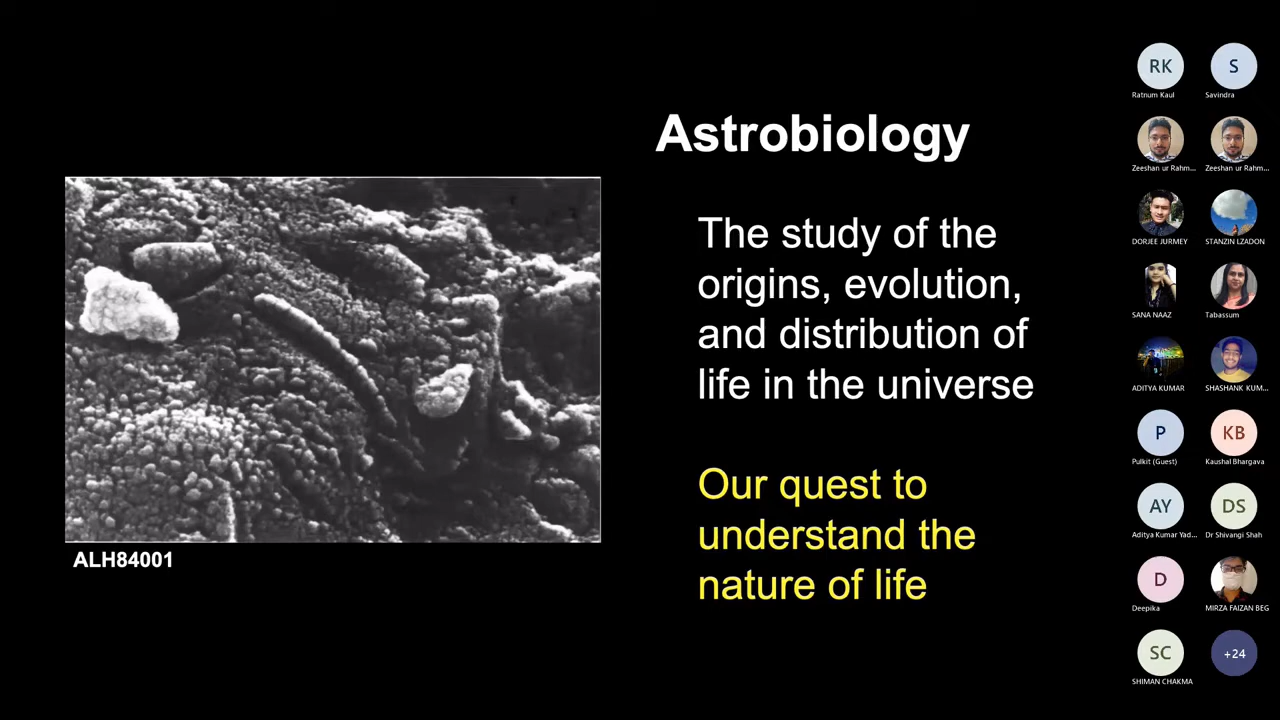 Astrobiology
The study of the
origins, evolution,
and distribution of
life in the universe
Our quest to
understand the
nature of life
ALH84001
RK
Ratnum Kaul
S
Savindra
Zeeshan ur Rahm...
Zeeshan ur Rahm...
DORJEE JURMEY
STANZIN LZADON
SANA NAAZ
Tabassum
ADITYA KUMAR
SHASHANK KUM...
P
Pulkit (Guest)
KB
Kaushal Bhargava
AY
Aditya Kumar Yad...
DS
Dr Shivangi Shah
D
Deepika
MIRZA FAIZAN BEG
SC
SHIMAN CHAKMA
+24